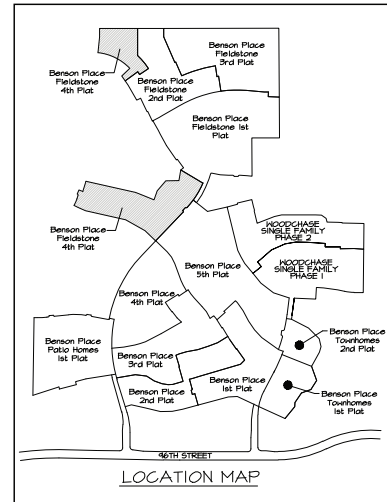 Benson Place
Fieldstone
4th Plat
Benson Place
Fieldstone
3rd Plat
Benson Place
Fieldstone
2nd Plat
Benson Place
Fieldstone 1st
Plat
Benson Place
Fieldstone
4th Plat
WOODCHASE
SINGLE FAMILY
PHASE 2
WOODCHASE
SINGLE FAMILY
PHASE 1
Benson Place
5th Plat
Benson Place
4th Plat
Benson Place
Patio Homes
1st Plat
Benson Place
3rd Plat
Benson Place
2nd Plat
Benson Place
1st Plat
Benson Place
Townhomes
2nd Plat
Benson Place
Townhomes
1st Plat
96TH STREET
LOCATION MAP